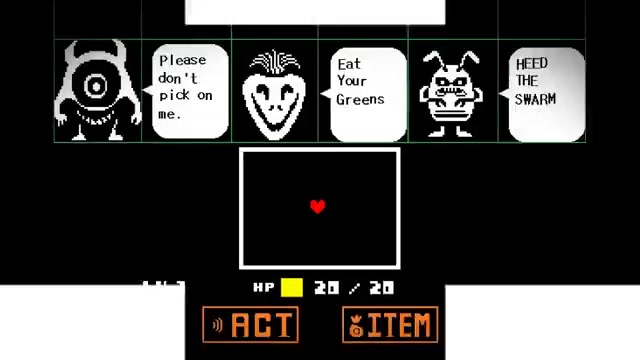 Please
don't
pick on
me.
Eat
Your
Greens
HEED
THE
SWARM
HP 20 / 20
ACT
ITEM